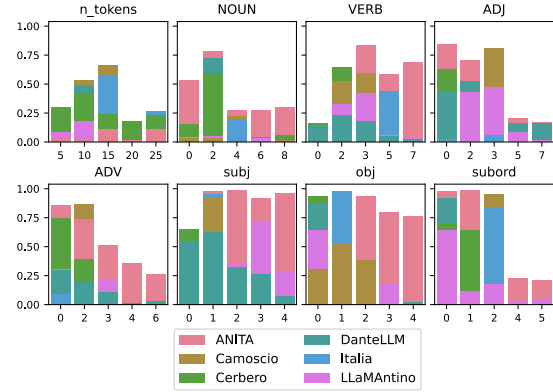 n_tokens NOUN VERB ADJ
1.00
0.75
0.50
0.25
0.00
5 10 15 20 25 0 2 4 6 8 0 2 3 5 7 0 2 3 5 7
ADV subj obj subord
1.00
0.75
0.50
0.25
0.00
0 2 4 5 6 0 1 2 3 4 0 1 2 3 4 0 1 2 4 5
ANITA DanteLLM
Camoscio Italia
Cerbero LLaMAntino